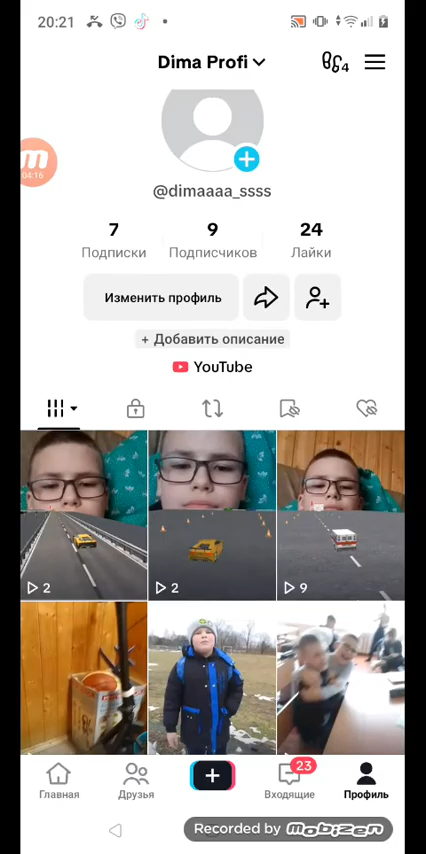 20:21
Dima Profi
4
04:16
@dimaaaa_ssss
7 9 24
Подписки Подписчиков Лайки
Изменить профиль
+ Добавить описание
YouTube
2 2 9
23
Главная Друзья Входящие Профиль
Recorded by mobizen